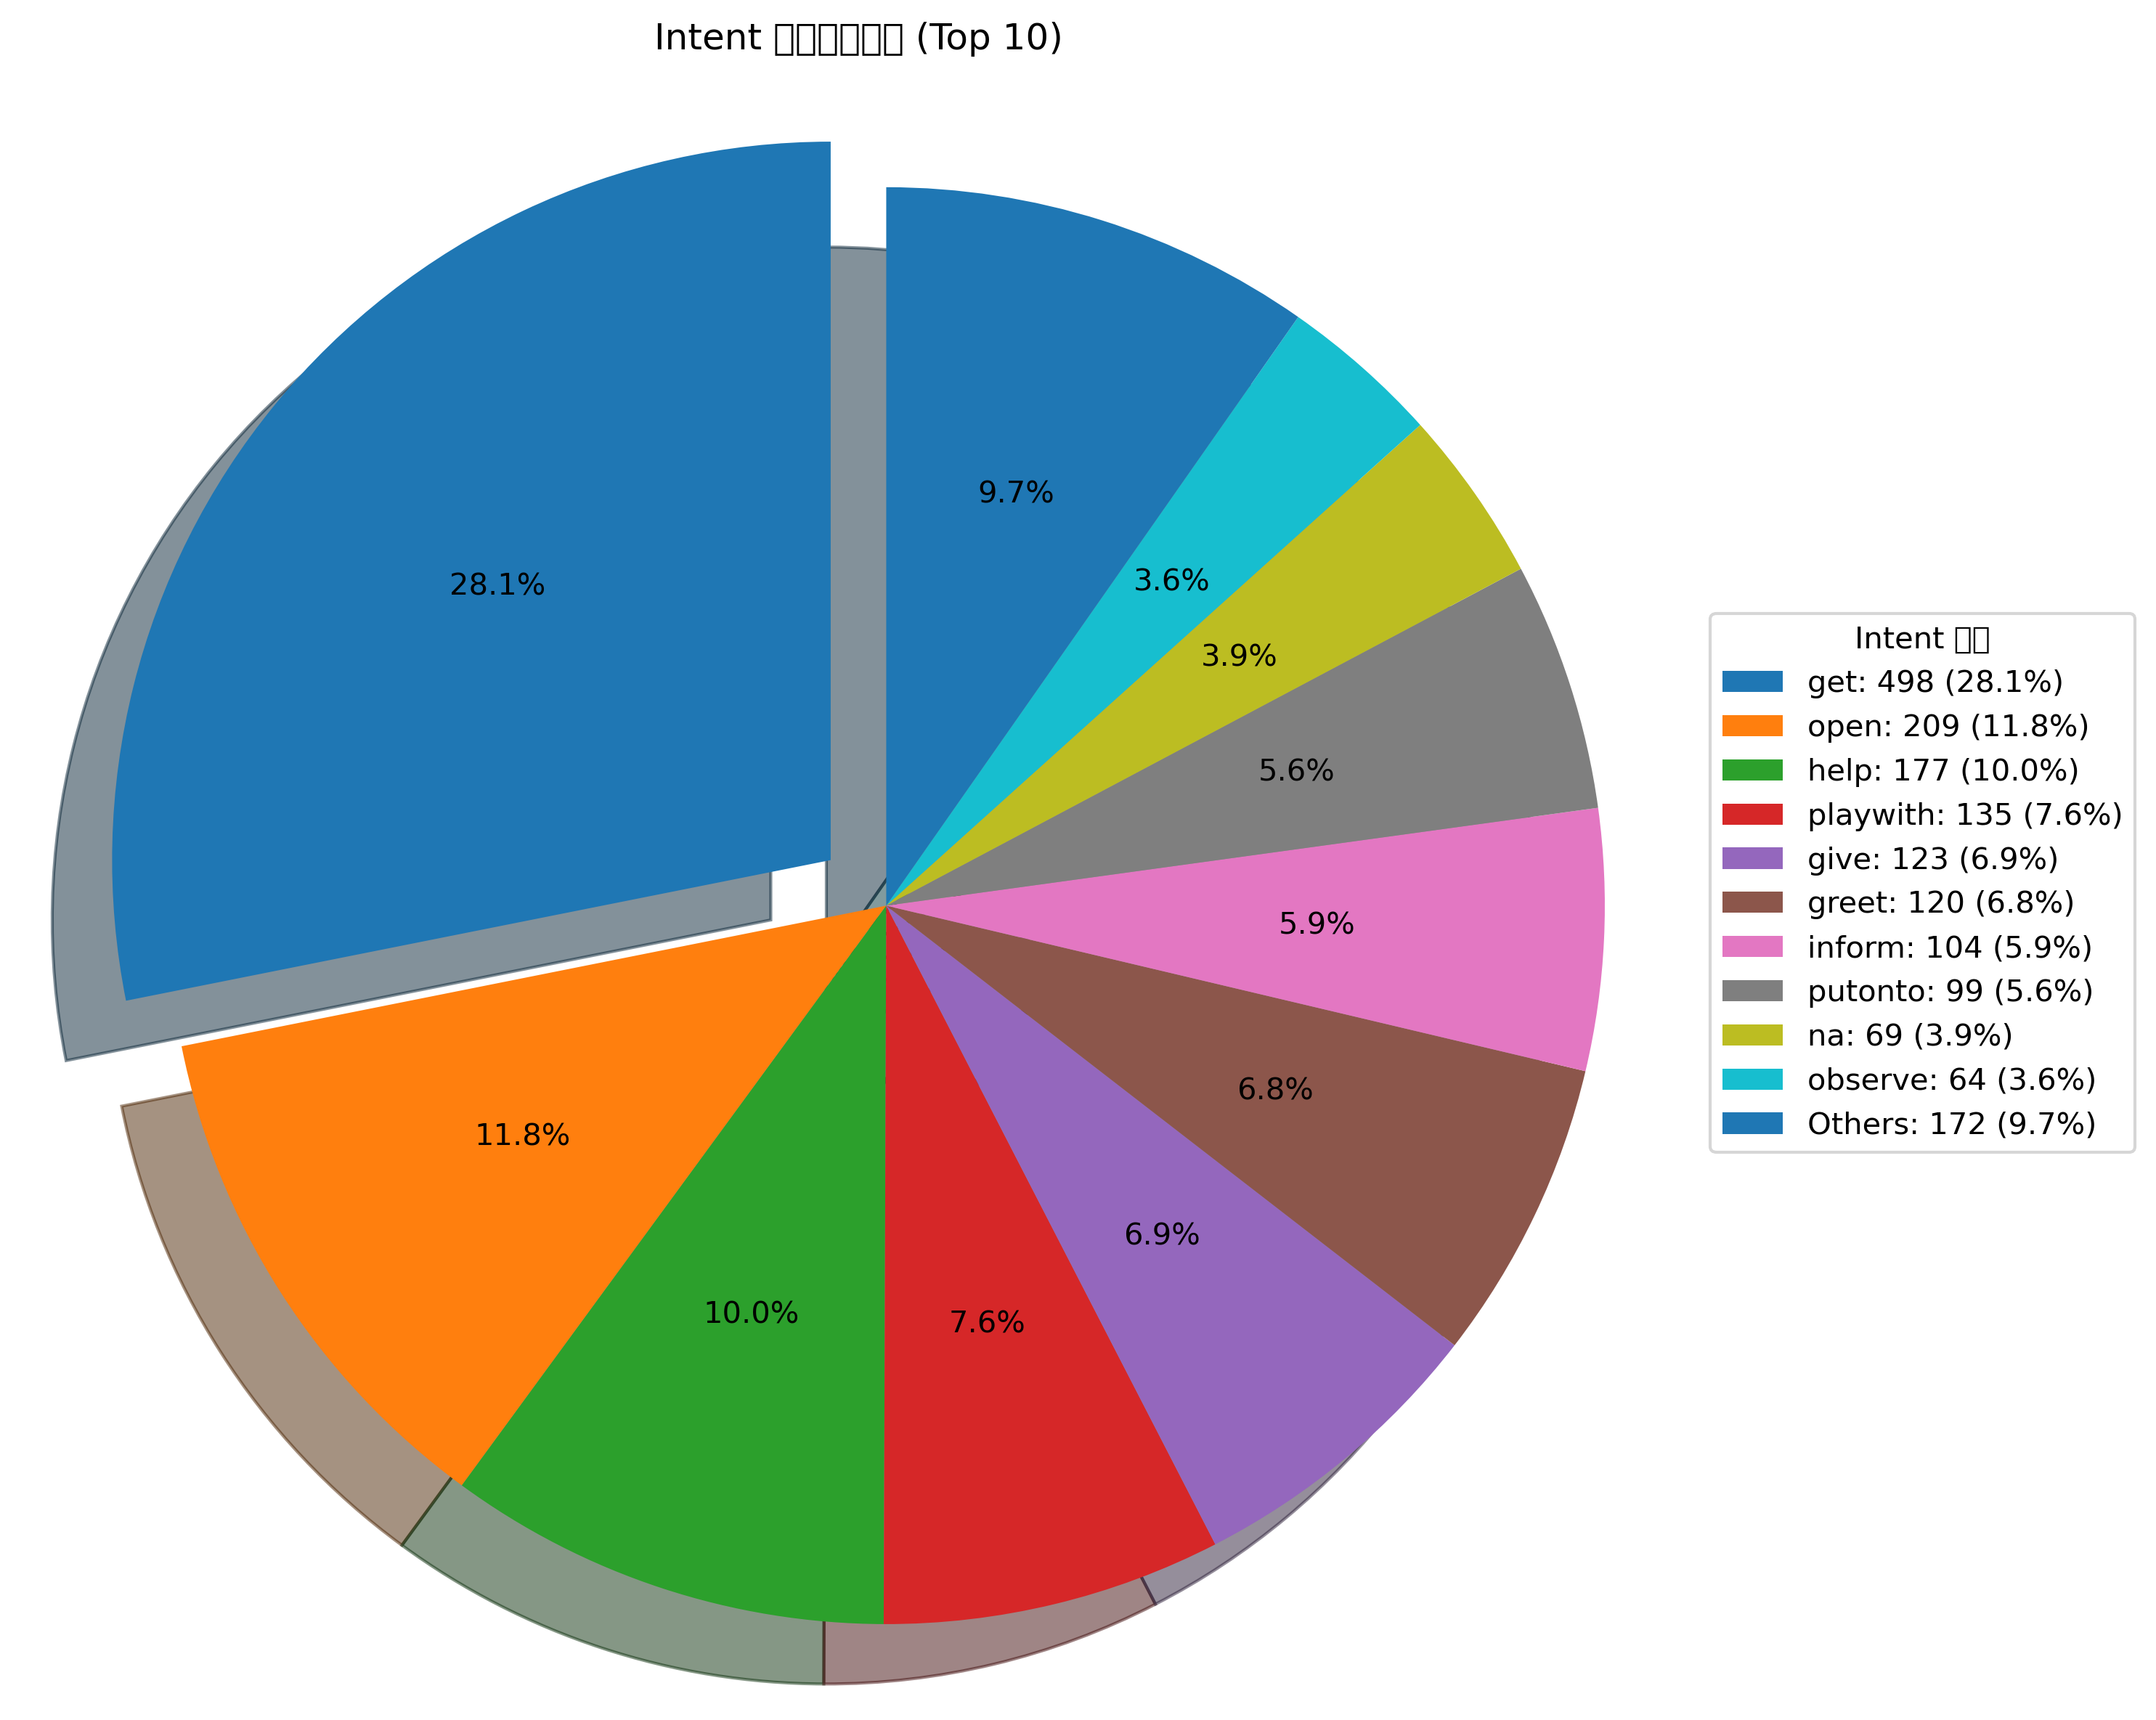 Intent (Top 10)
28.1%
9.7%
3.6%
3.9%
5.6%
5.9%
6.8%
6.9%
7.6%
10.0%
11.8%
Intent
get: 498 (28.1%)
open: 209 (11.8%)
help: 177 (10.0%)
playwith: 135 (7.6%)
give: 123 (6.9%)
greet: 120 (6.8%)
inform: 104 (5.9%)
putonto: 99 (5.6%)
na: 69 (3.9%)
observe: 64 (3.6%)
Others: 172 (9.7%)